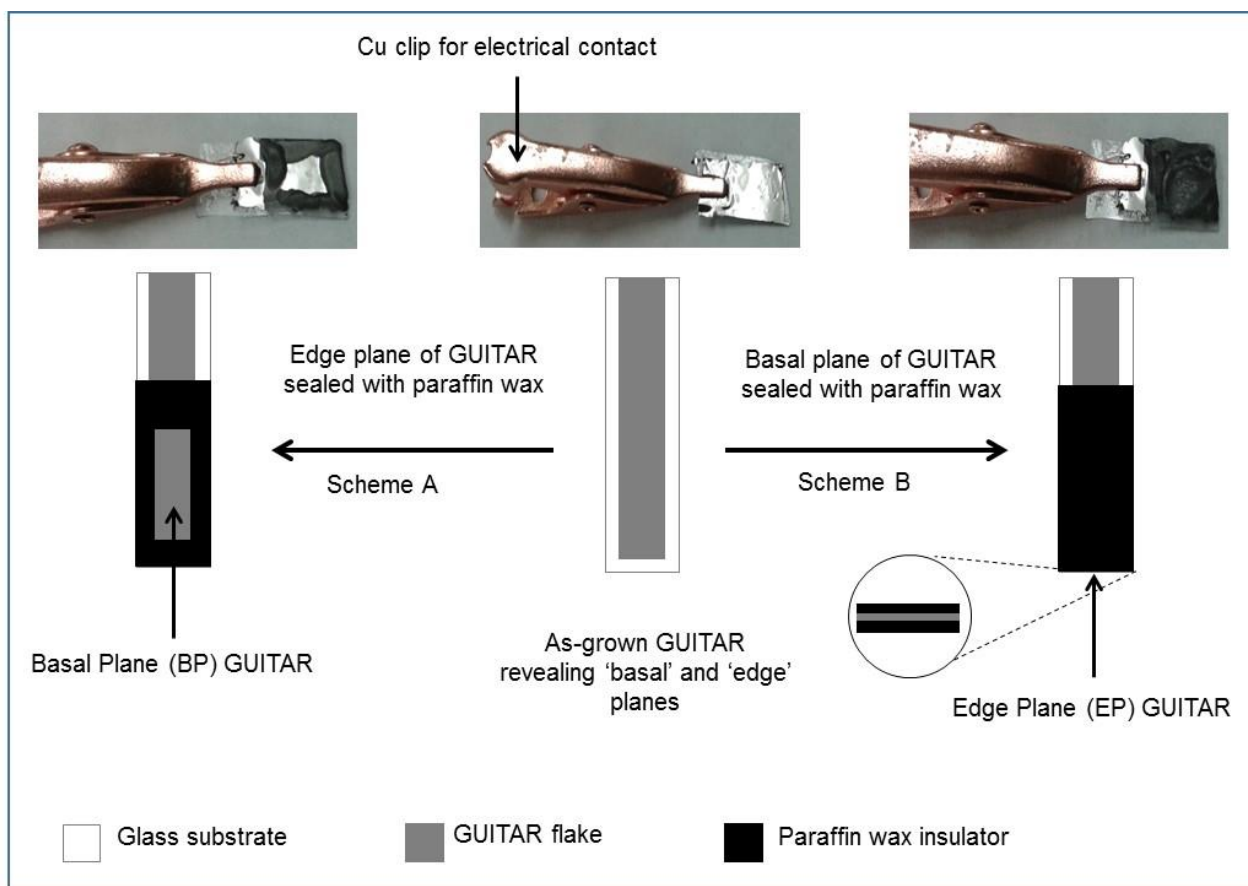 Cu clip for electrical contact
Edge plane of GUITAR
sealed with paraffin wax
Scheme A
Basal plane of GUITAR
sealed with paraffin wax
Scheme B
Basal Plane (BP) GUITAR
As-grown GUITAR
revealing ‘basal’ and ‘edge’
planes
Edge Plane (EP) GUITAR
Glass substrate
GUITAR flake
Paraffin wax insulator